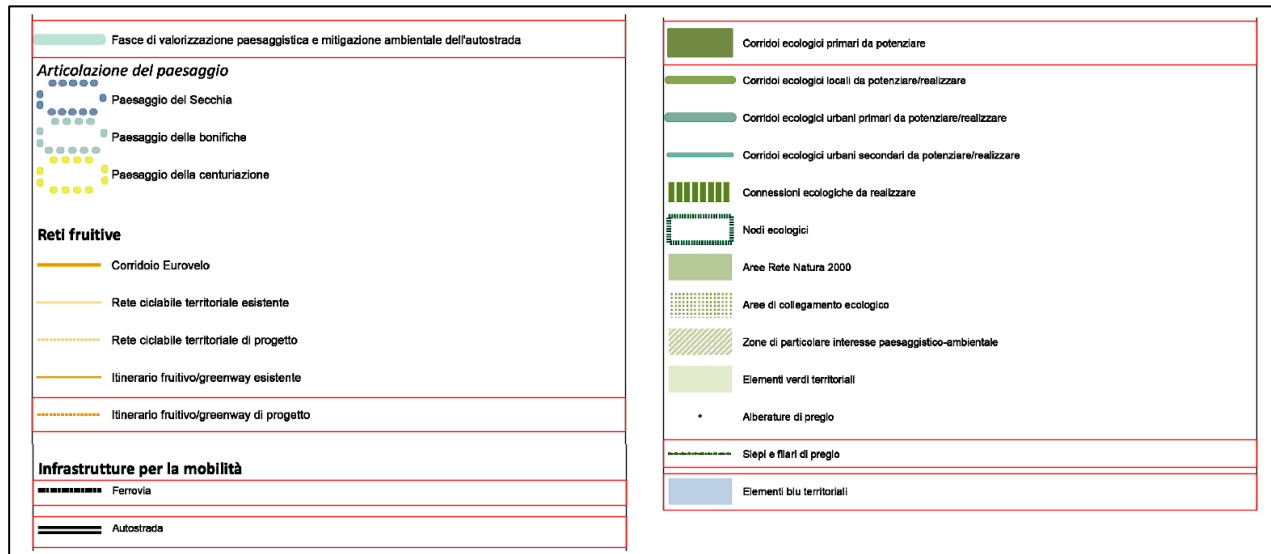 Fasce di valorizzazione paesaggistica e mitigazione ambientale dell'autostrada
Articolazione del paesaggio
Paesaggio del Secchia
Paesaggio delle bonifiche
Paesaggio della centuriazione
Reti fruitive
Corridoio Eurovelo
Rete ciclabile territoriale esistente
Rete ciclabile territoriale di progetto
Itinerario fruitivo/greenway esistente
Itinerario fruitivo/greenway di progetto
Infrastrutture per la mobilità
Ferrovia
Autostrada
Corridoi ecologici primari da potenziare
Corridoi ecologici locali da potenziare/realizzare
Corridoi ecologici urbani primari da potenziare/realizzare
Corridoi ecologici urbani secondari da potenziare/realizzare
Connessioni ecologiche da realizzare
Nodi ecologici
Aree Rete Natura 2000
Aree di collegamento ecologico
Zone di particolare interesse paesaggistico-ambientale
Elementi verdi territoriali
Alberature di pregio
Siepi e filari di pregio
Elementi blu territoriali